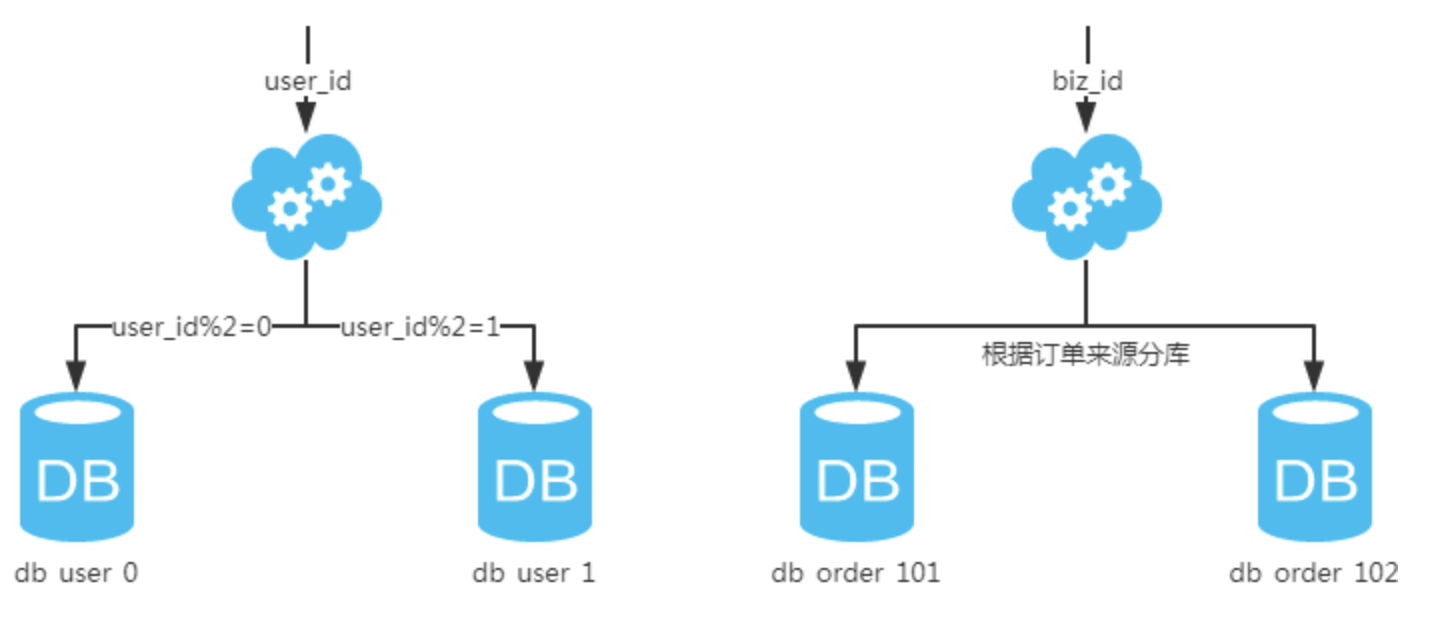 user_id
user_id%2=0
user_id%2=1
DB
DB
db user 0
db user 1
biz_id
根据订单来源分库
DB
DB
db order 101
db order 102